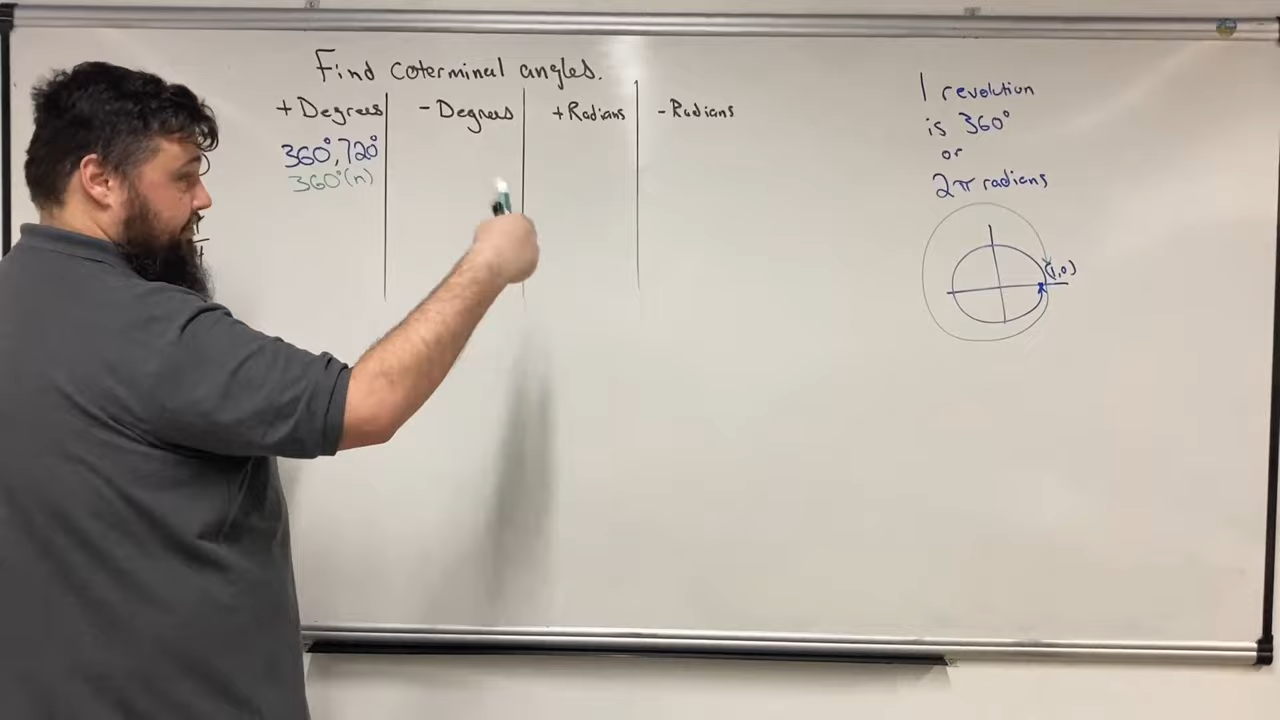 Find coterminal angles.
+ Degrees
- Degrees
+ Radians
- Radians
360°, 720°
360°(n)
1 revolution
is 360°
or
2π radians
(1,0)